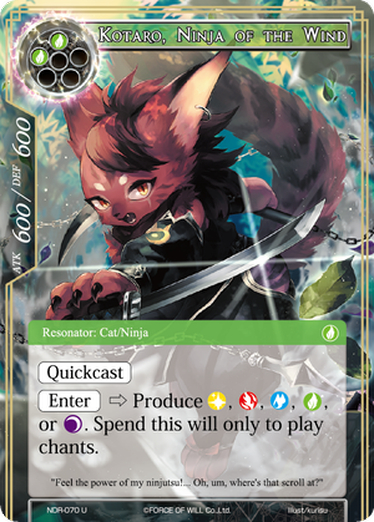 Kotaro, Ninja of the Wind
ATK 600 / DEF 600
Resonator: Cat/Ninja
Quickcast
Enter ⇨ Produce , , , ,
or . Spend this will only to play
chants.
"Feel the power of my ninjutsu!... Oh, um, where's that scroll at?"
NDR-070 U ©FORCE OF WILL Co.,Ltd. Illust/kurisu